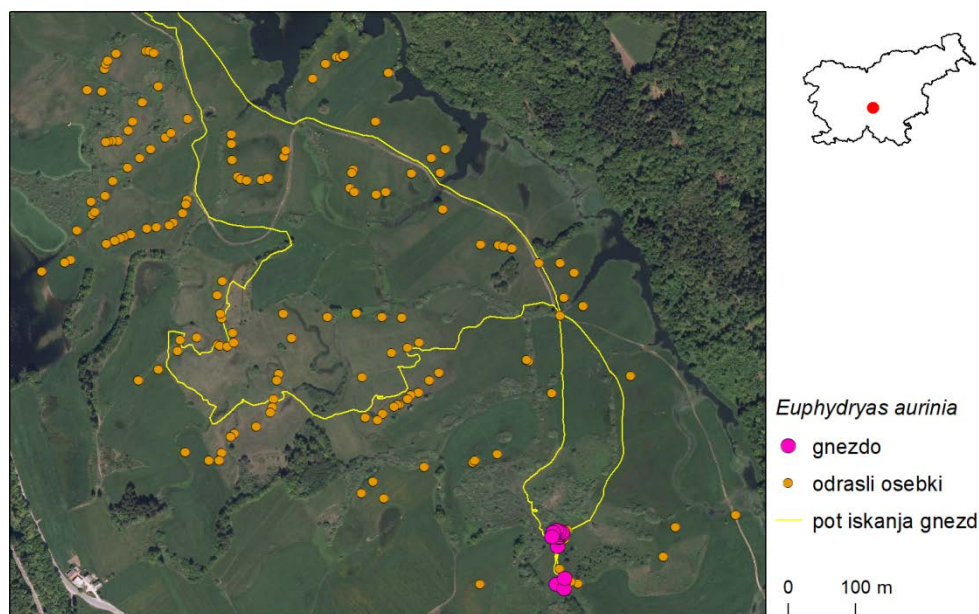 Euphydryas aurinia
gnezdo
odrasli osebki
pot iskanja gnezd
0 100 m